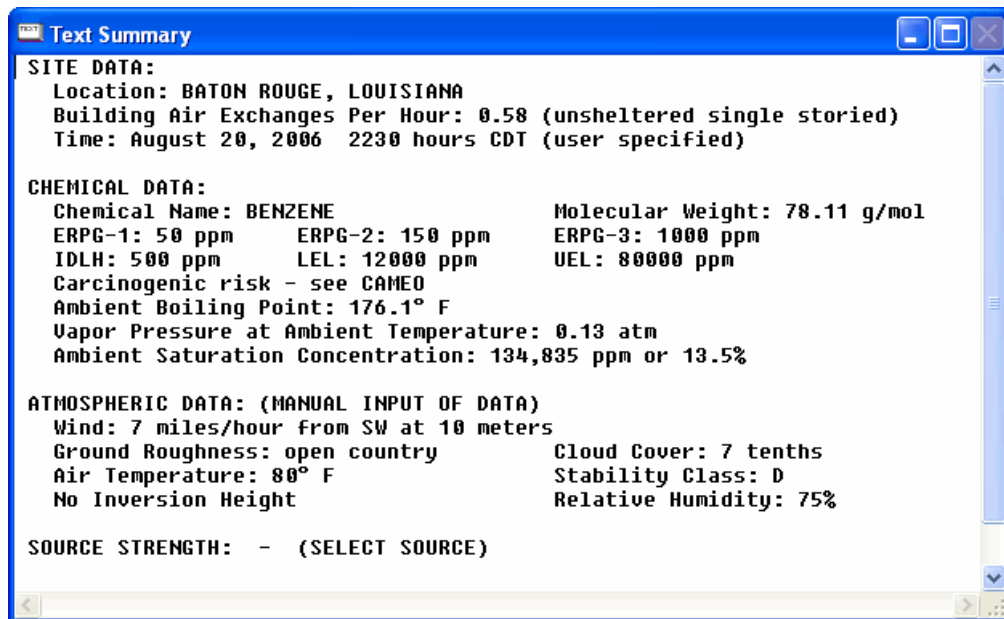 Text Summary
SITE DATA:
Location: BATON ROUGE, LOUISIANA
Building Air Exchanges Per Hour: 0.58 (unsheltered single storied)
Time: August 20, 2006 2230 hours CDT (user specified)
CHEMICAL DATA:
Chemical Name: BENZENE Molecular Weight: 78.11 g/mol
ERPG-1: 50 ppm ERPG-2: 150 ppm ERPG-3: 1000 ppm
IDLH: 500 ppm LEL: 12000 ppm UEL: 80000 ppm
Carcinogenic risk - see CAMEO
Ambient Boiling Point: 176.1° F
Vapor Pressure at Ambient Temperature: 0.13 atm
Ambient Saturation Concentration: 134,835 ppm or 13.5%
ATMOSPHERIC DATA: (MANUAL INPUT OF DATA)
Wind: 7 miles/hour from SW at 10 meters
Ground Roughness: open country Cloud Cover: 7 tenths
Air Temperature: 80° F Stability Class: D
No Inversion Height Relative Humidity: 75%
SOURCE STRENGTH: - (SELECT SOURCE)